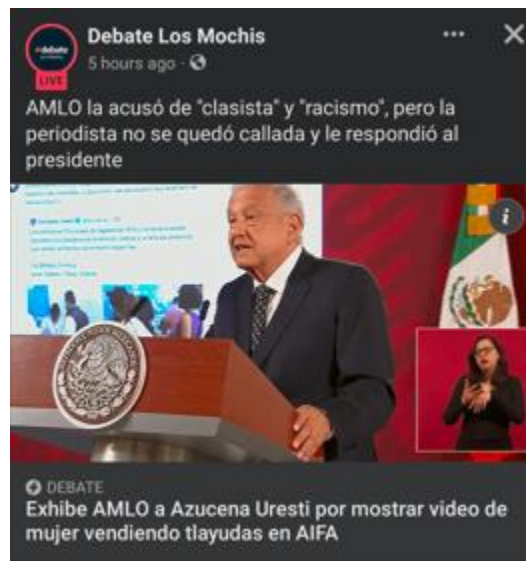 Debate Los Mochis
LIVE
5 hours ago
AMLO la acusó de "clasista" y "racismo", pero la
periodista no se quedó callada y le respondió al
presidente
DEBATE
Exhibe AMLO a Azucena Uresti por mostrar video de
mujer vendiendo tlayudas en AIFA